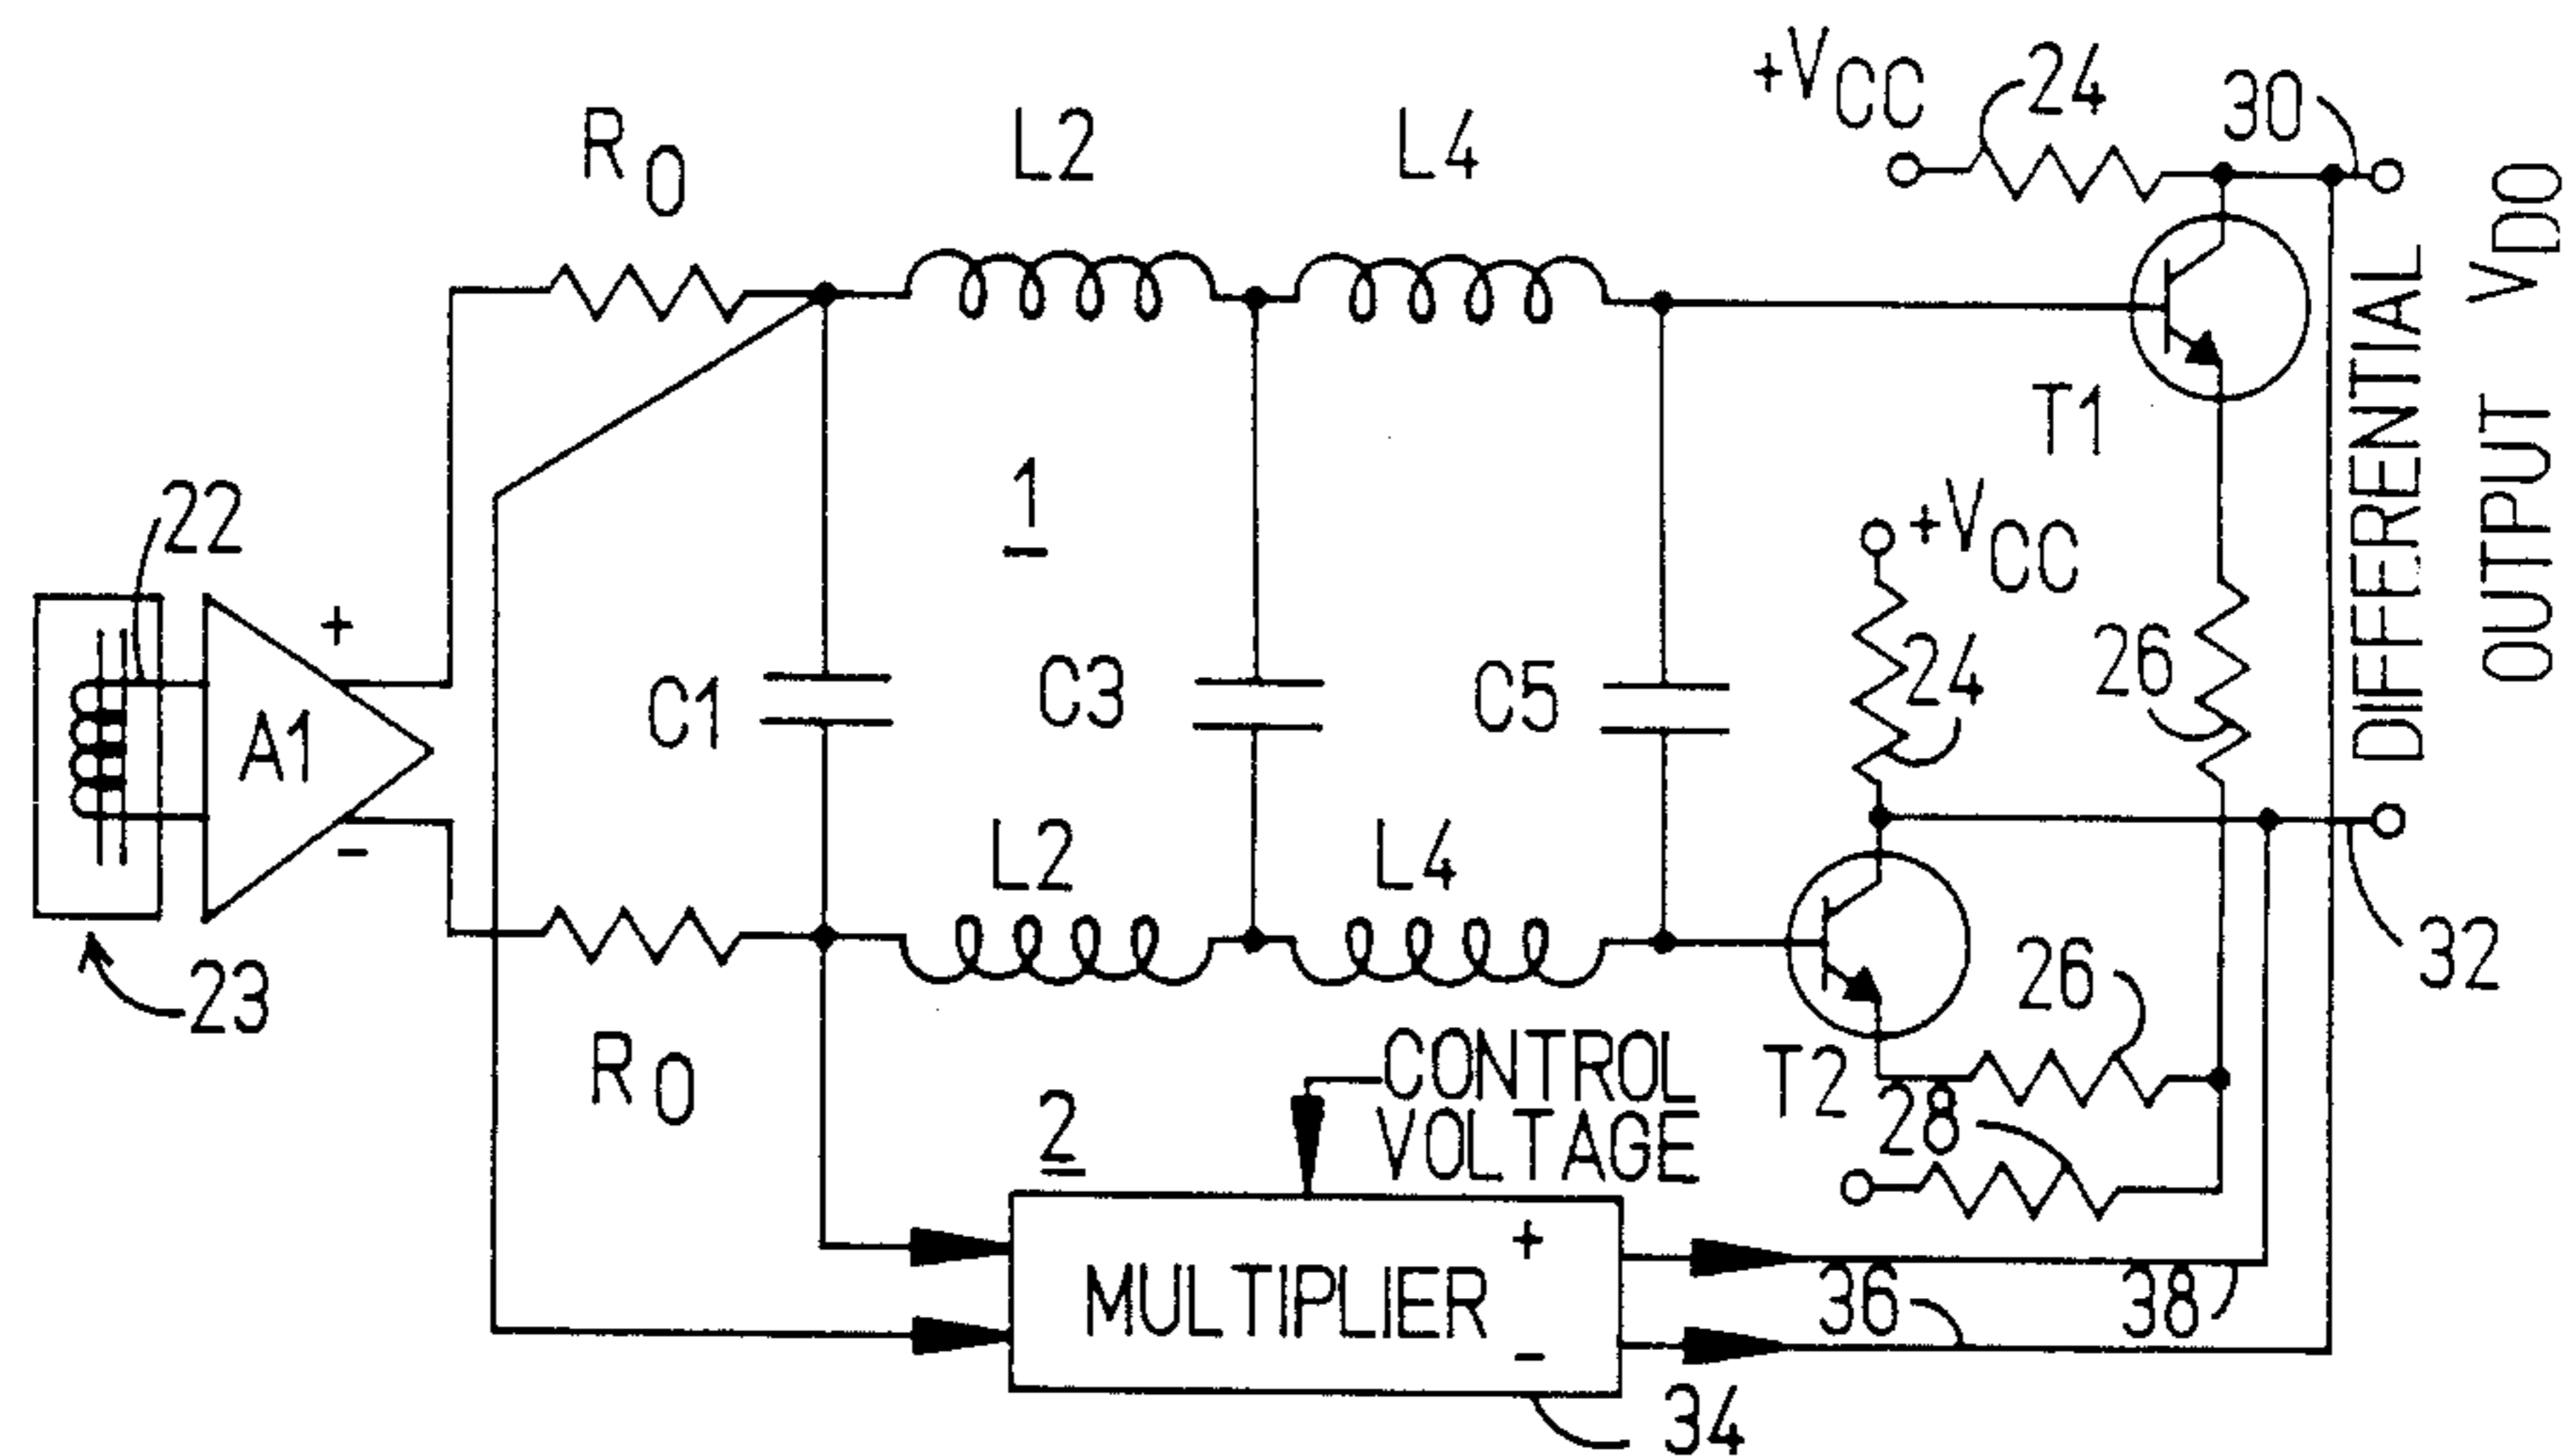 +VCC
24
30
R0
L2
L4
DIFFERENTIAL
OUTPUT VDO
T1
22
1
+VCC
A1
+
-
C1
C3
C5
24
26
23
L2
L4
32
R0
2
CONTROL
VOLTAGE
T2
26
28
MULTIPLIER
+
-
36
38
34